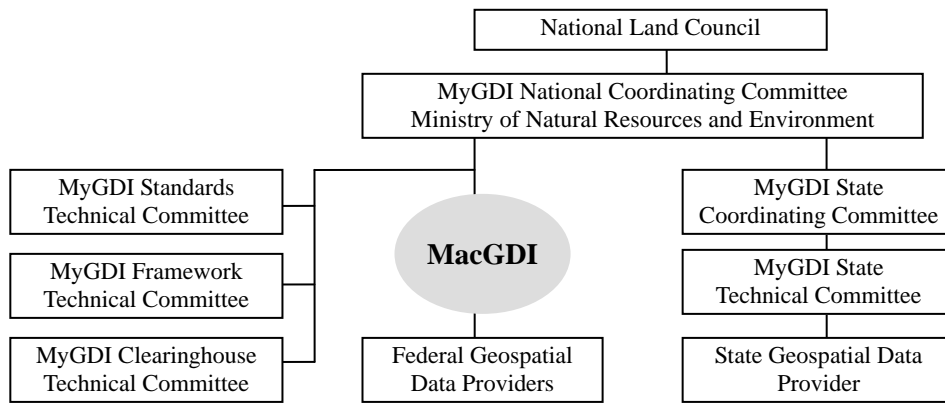 National Land Council
MyGDI National Coordinating Committee
Ministry of Natural Resources and Environment
MyGDI Standards
Technical Committee
MyGDI Framework
Technical Committee
MyGDI Clearinghouse
Technical Committee
MacGDI
Federal Geospatial
Data Providers
MyGDI State
Coordinating Committee
MyGDI State
Technical Committee
State Geospatial Data
Provider